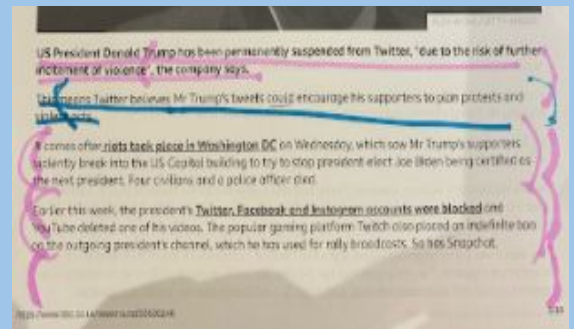 US President Donald Trump has been permanently suspended from Twitter, "due to the risk of further
incitement of violence", the company says.
This means Twitter believes Mr Trump's tweets could encourage his supporters to plan protests and
violent acts.
It comes after riots took place in Washington DC on Wednesday, which saw Mr Trump's supporters
violently break into the US Capitol building to try to stop president elect Joe Biden being certified as
the next president. Four civilians and a police officer died.
Earlier this week, the president's Twitter, Facebook and Instagram accounts were blocked and
YouTube deleted one of his videos. The popular gaming platform Twitch also placed an indefinite ban
on the outgoing president's channel, which he has used for rally broadcasts. So has Snapchat.